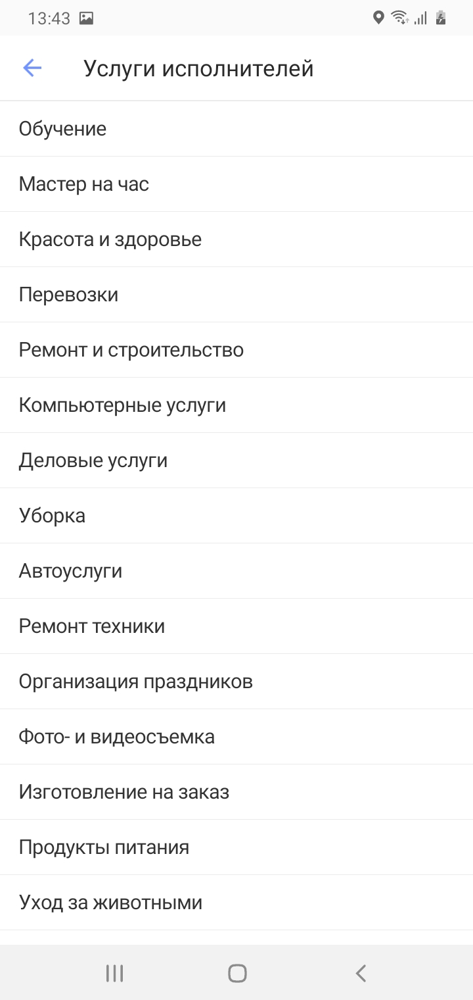 13:43
Услуги исполнителей
Обучение
Мастер на час
Красота и здоровье
Перевозки
Ремонт и строительство
Компьютерные услуги
Деловые услуги
Уборка
Автоуслуги
Ремонт техники
Организация праздников
Фото- и видеосъемка
Изготовление на заказ
Продукты питания
Уход за животными